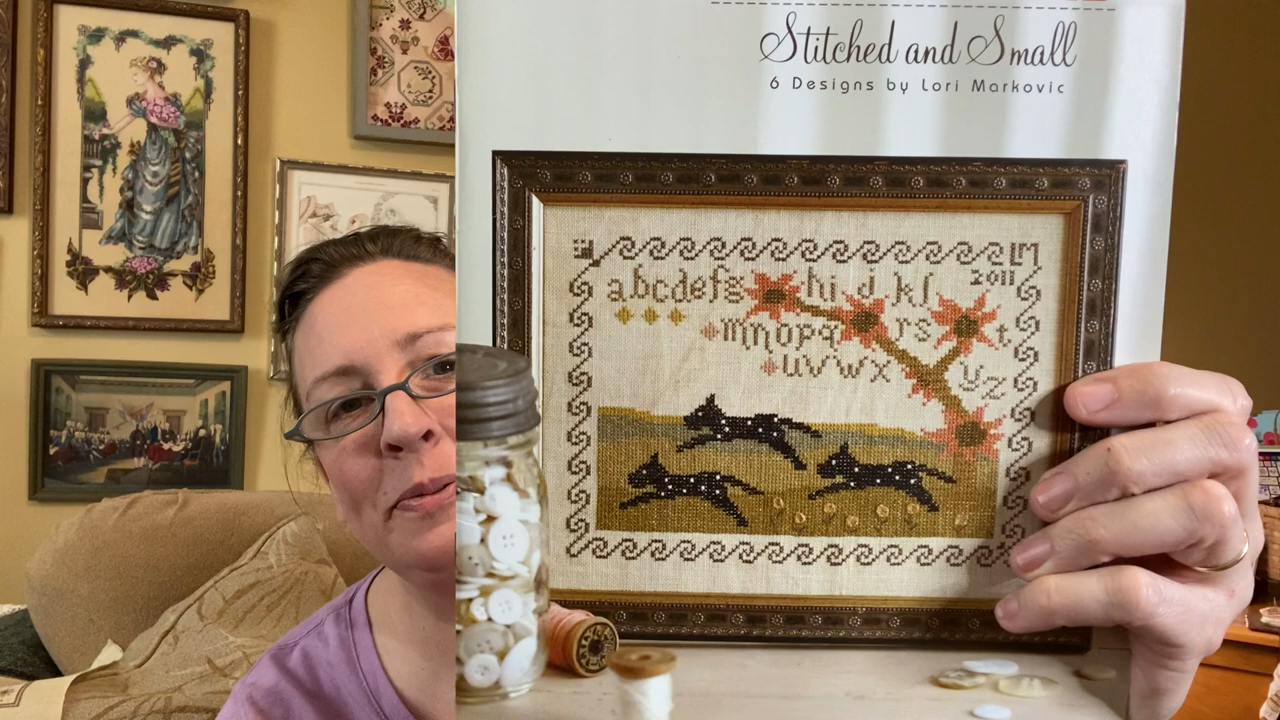 Stitched and Small
6 Designs by Lori Markovic
LM
2011
abcdefg hi j kl
mnopq rs t
uvwx yz